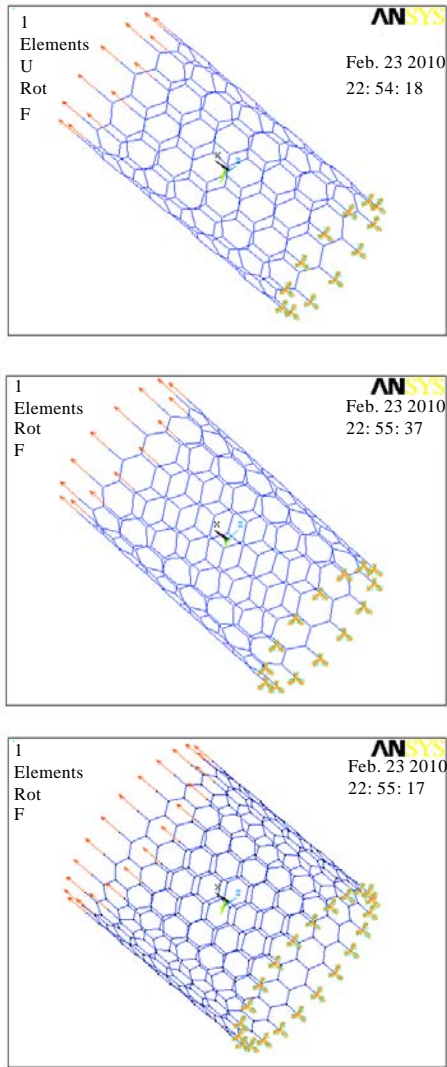 1
ANSYS
Elements
U
Feb. 23 2010
Rot
22: 54: 18
F
X
Z
1
ANSYS
Elements
Feb. 23 2010
Rot
22: 55: 37
F
X
Z
1
ANSYS
Elements
Feb. 23 2010
Rot
22: 55: 17
F
X
Z